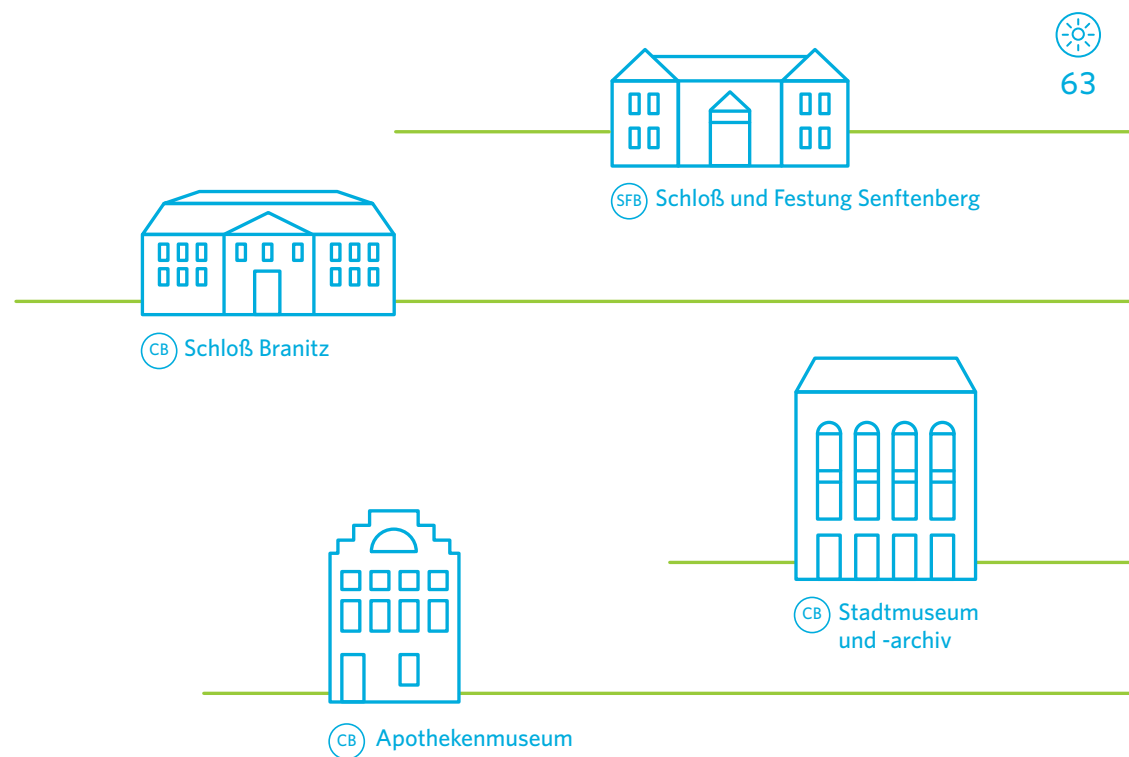 63
SFB Schloß und Festung Senftenberg
CB Schloß Branitz
CB Stadtmuseum
und -archiv
CB Apothekenmuseum